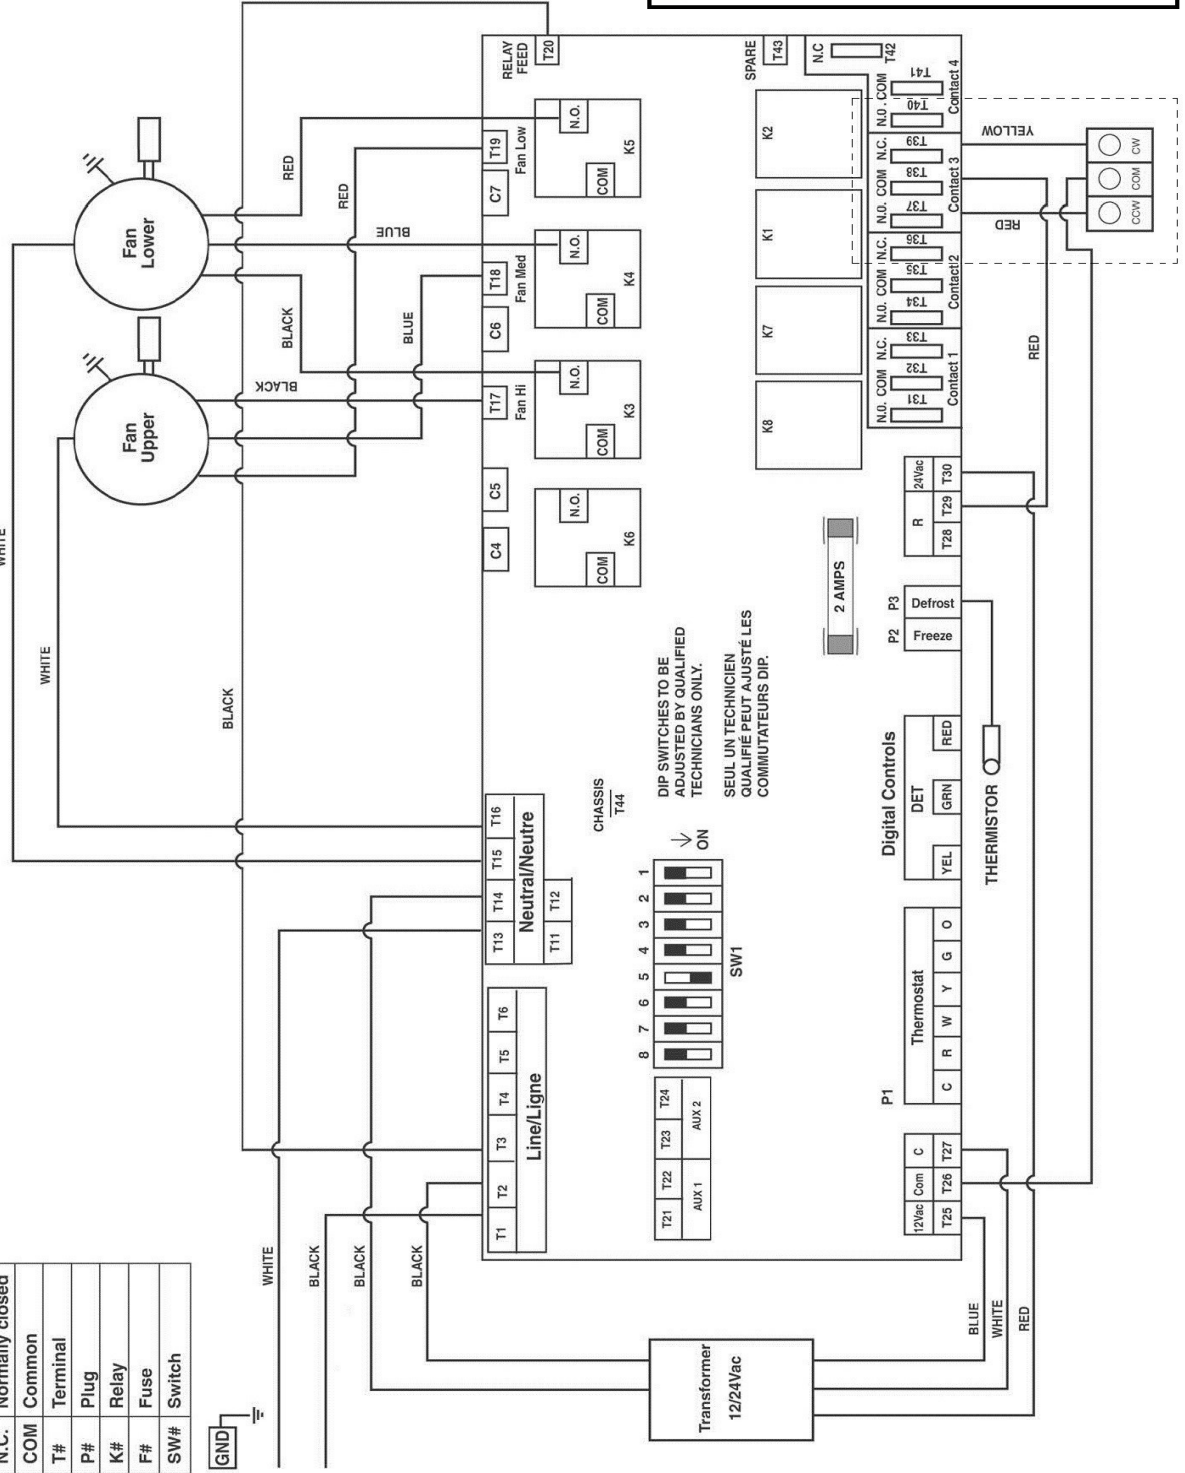 RELAY
FEED
T20
SPARE
T43
N.C
T42
T41
T40
N.O. COM
Contact 4
N.O.
K5
COM
T19
Fan Low
C7
K2
T39
T38
T37
N.O. COM N.C.
Contact 3
YELLOW
RED
CW
COM
CCW
Fan
Lower
RED
RED
BLUE
N.O.
K4
COM
T18
Fan Med
C6
K1
T36
T35
T34
N.O. COM N.C.
Contact 2
BLACK
BLUE
BLACK
K7
T33
T32
T31
N.O. COM N.C.
Contact 1
RED
Fan
Upper
N.O.
K3
COM
T17
Fan Hi
K8
C5
C4
N.O.
K6
COM
24Vac
T30
R
T29
T28
2 AMPS
P3
Defrost
P2
Freeze
WHITE
WHITE
BLACK
DIP SWITCHES TO BE
ADJUSTED BY QUALIFIED
TECHNICIANS ONLY.
SEUL UN TECHNICIEN
QUALIFIÉ PEUT AJUSTÉ LES
COMMUTATEURS DIP.
CHASSIS
T44
Digital Controls
DET
RED
GRN
YEL
THERMISTOR
T16
T15
T14
T13
Neutral/Neutre
T12
T11
ON
1
2
3
4
5
6
7
8
SW1
Thermostat
O
G
Y
W
R
C
P1
T6
T5
T4
T3
T2
T1
Line/Ligne
T24
T23
AUX 2
T22
T21
AUX 1
C
T27
Com
T26
12Vac
T25
WHITE
BLACK
BLACK
BLACK
BLUE
WHITE
RED
Transformer
12/24Vac
N.C. Normally closed
COM Common
T# Terminal
P# Plug
K# Relay
F# Fuse
SW# Switch
GND